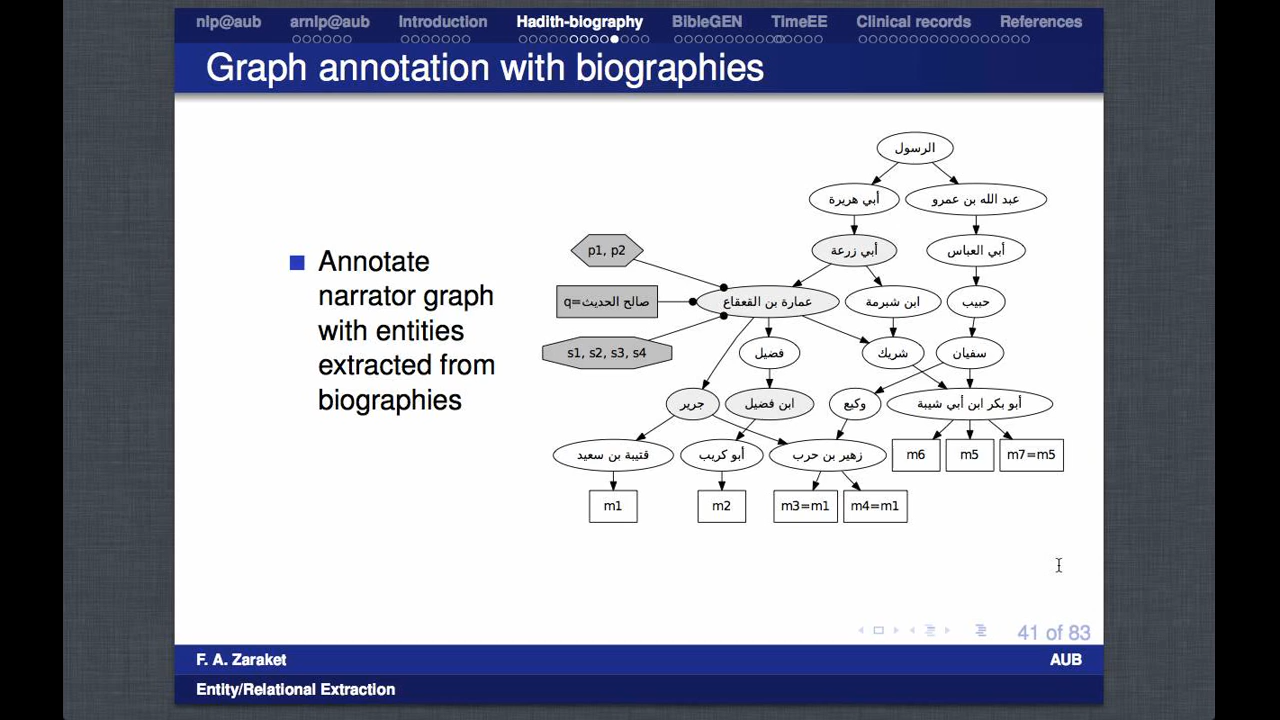 nlp@aub arnlp@aub Introduction Hadith-biography BibleGEN TimeEE Clinical records References
Graph annotation with biographies
Annotate
narrator graph
with entities
extracted from
biographies
الرسول
أبي هريرة
عبد الله بن عمرو
p1, p2
أبي زرعة
أبي العباس
q=صالح الحديث
عمارة بن القعقاع
ابن شبرمة
حبيب
s1, s2, s3, s4
فضيل
شريك
سفيان
جرير
ابن فضيل
وكيع
أبو بكر ابن أبي شيبة
قتيبة بن سعيد
أبو كريب
زهير بن حرب
m6
m5
m7=m5
m1
m2
m3=m1
m4=m1
41 of 83
F. A. Zaraket
AUB
Entity/Relational Extraction